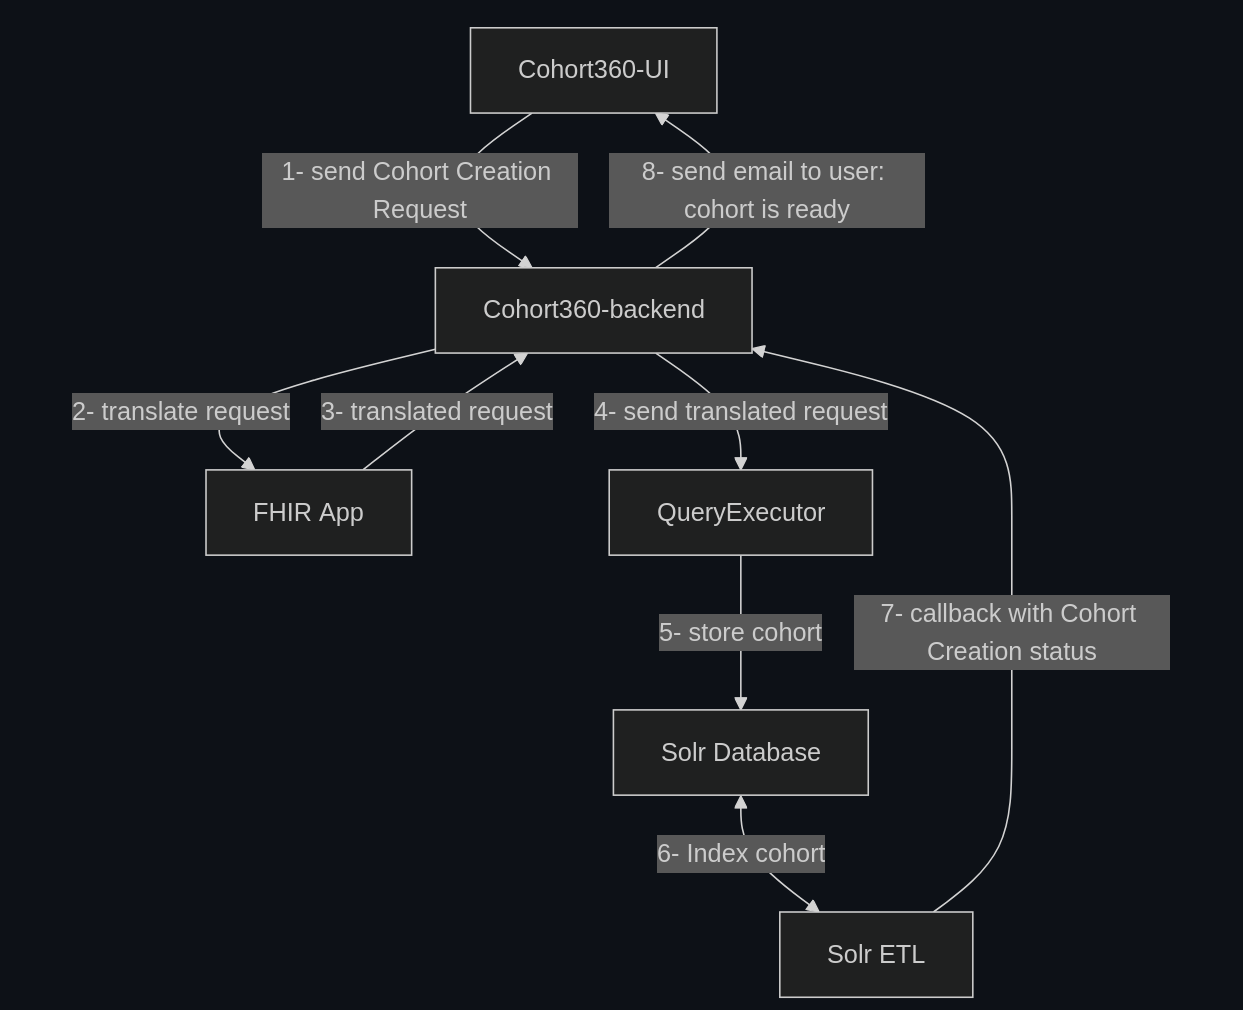 Cohort360-UI
1- send Cohort Creation
Request
8- send email to user:
cohort is ready
Cohort360-backend
2- translate request
3- translated request
4- send translated request
FHIR App
QueryExecutor
5- store cohort
7- callback with Cohort
Creation status
Solr Database
6- Index cohort
Solr ETL